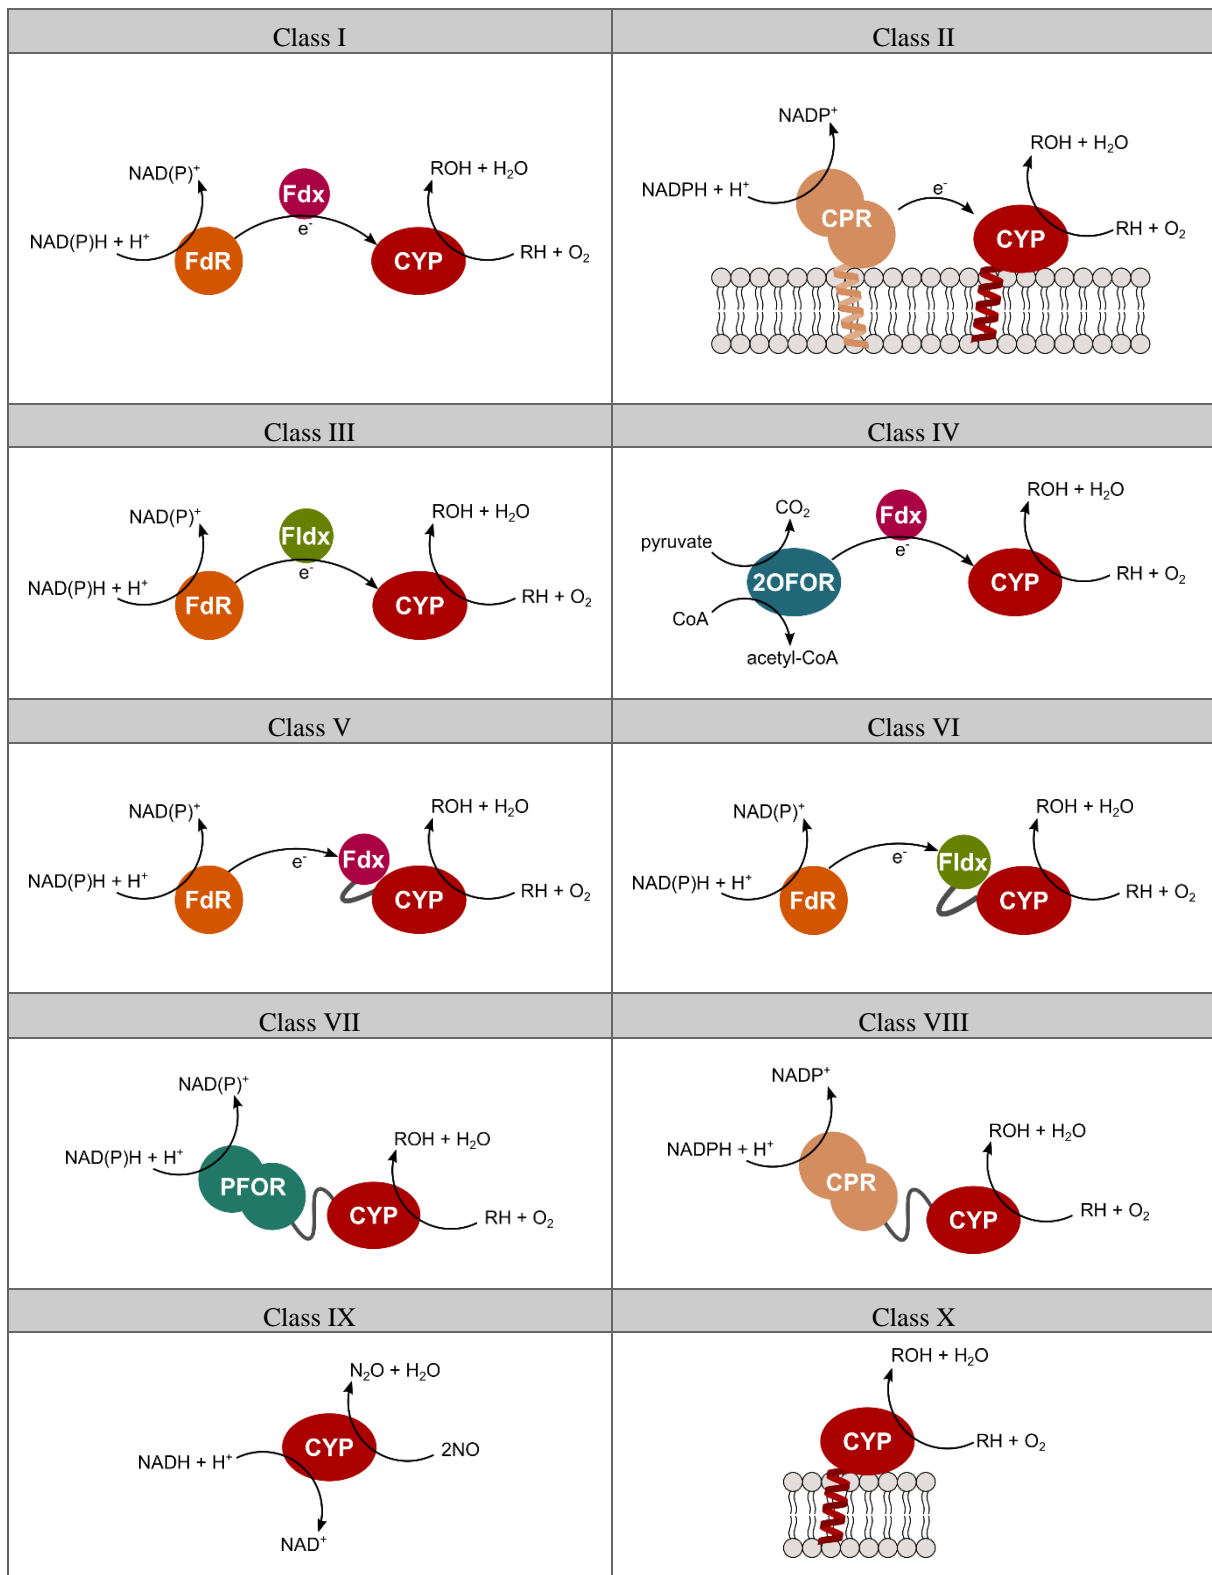 Class I
Class II
NAD(P)⁺
Fdx
ROH + H₂O
NAD(P)H + H⁺
e⁻
FdR
CYP
RH + O₂
NADP⁺
ROH + H₂O
NADPH + H⁺
e⁻
CPR
CYP
RH + O₂
Class III
Class IV
NAD(P)⁺
Fldx
ROH + H₂O
NAD(P)H + H⁺
e⁻
FdR
CYP
RH + O₂
CO₂
Fdx
ROH + H₂O
pyruvate
e⁻
2OFOR
CYP
RH + O₂
CoA
acetyl-CoA
Class V
Class VI
NAD(P)⁺
ROH + H₂O
e⁻
Fdx
NAD(P)H + H⁺
FdR
CYP
RH + O₂
NAD(P)⁺
ROH + H₂O
e⁻
Fldx
NAD(P)H + H⁺
FdR
CYP
RH + O₂
Class VII
Class VIII
NAD(P)⁺
ROH + H₂O
NAD(P)H + H⁺
PFOR
CYP
RH + O₂
NADP⁺
ROH + H₂O
NADPH + H⁺
CPR
CYP
RH + O₂
Class IX
Class X
N₂O + H₂O
CYP
NADH + H⁺
2NO
NAD⁺
ROH + H₂O
CYP
RH + O₂